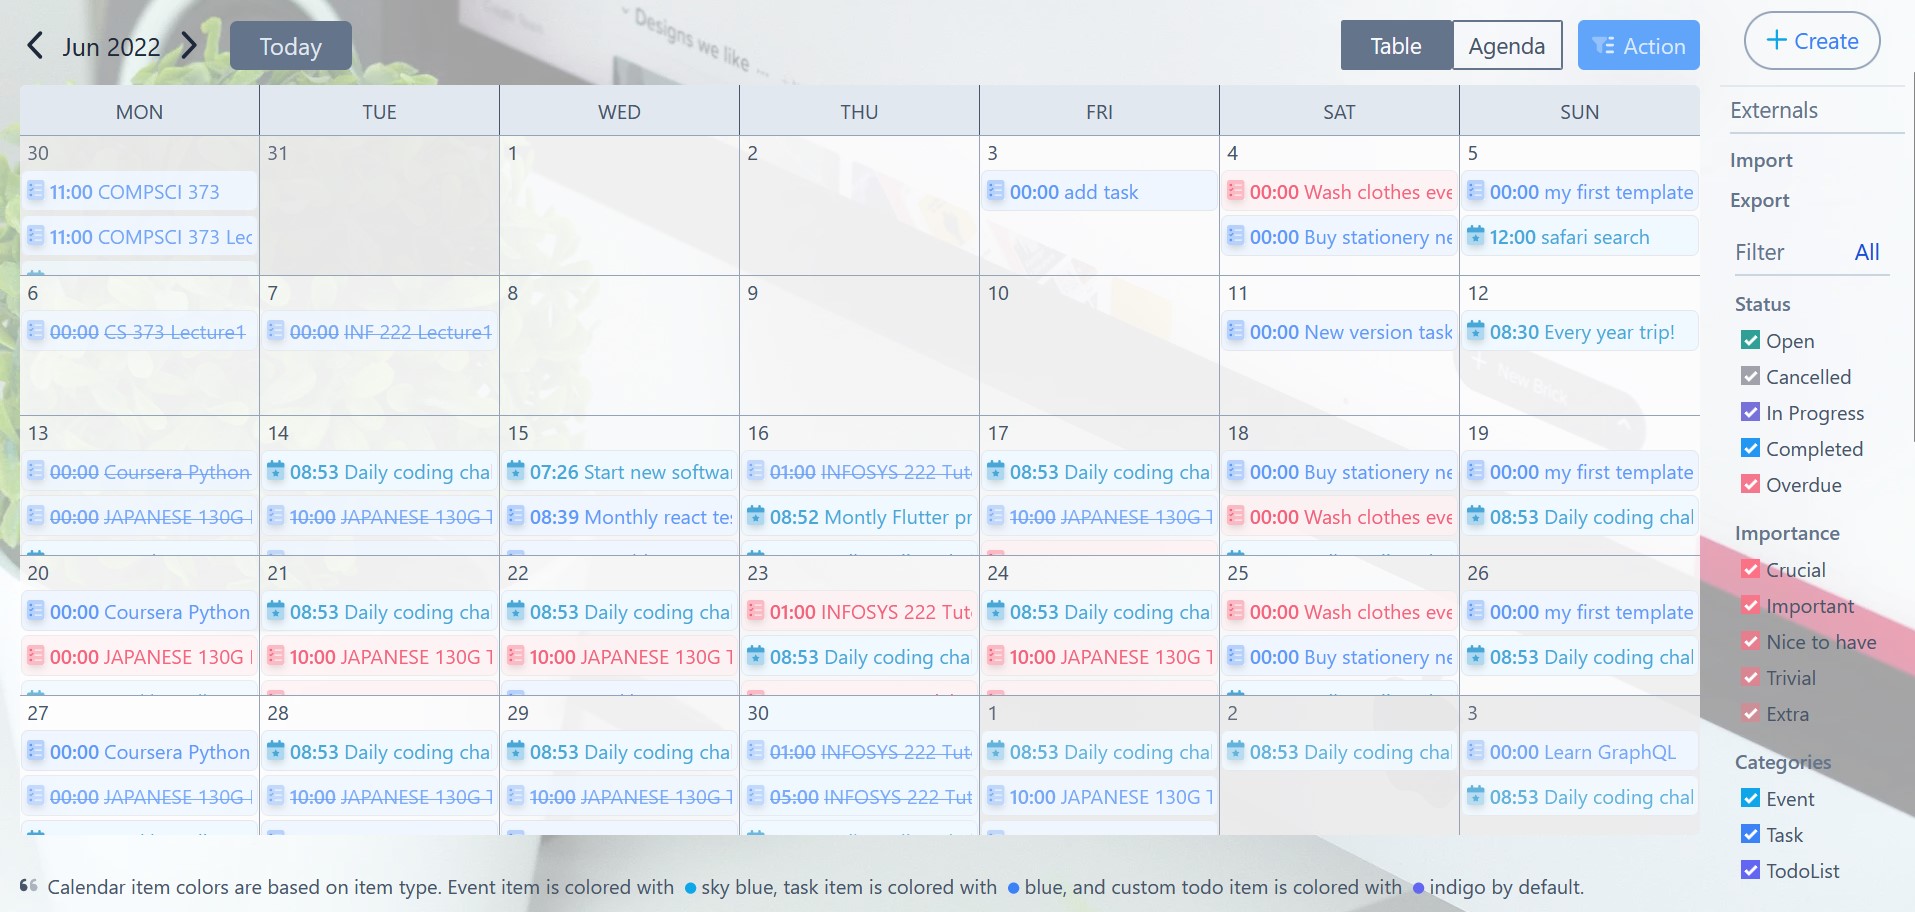 Designs we like ...
Jun 2022
Today
Table
Agenda
Action
Create
MON TUE WED THU FRI SAT SUN
30 31 1 2 3 4 5
11:00 COMPSCI 373
00:00 add task
00:00 Wash clothes eve
00:00 my first template
11:00 COMPSCI 373 Lec
00:00 Buy stationery ne
12:00 safari search
6 7 8 9 10 11 12
00:00 CS 373 Lecture1
00:00 INF 222 Lecture1
00:00 New version task
08:30 Every year trip!
New Brick
13 14 15 16 17 18 19
00:00 Coursera Python
08:53 Daily coding cha
07:26 Start new softwar
01:00 INFOSYS 222 Tut
08:53 Daily coding cha
00:00 Buy stationery ne
00:00 my first template
00:00 JAPANESE 130G
10:00 JAPANESE 130G T
08:39 Monthly react te
08:52 Montly Flutter pr
10:00 JAPANESE 130G T
00:00 Wash clothes eve
08:53 Daily coding chal
20 21 22 23 24 25 26
00:00 Coursera Python
08:53 Daily coding cha
08:53 Daily coding cha
01:00 INFOSYS 222 Tut
08:53 Daily coding cha
00:00 Wash clothes eve
00:00 my first template
00:00 JAPANESE 130G
10:00 JAPANESE 130G T
10:00 JAPANESE 130G T
08:53 Daily coding cha
10:00 JAPANESE 130G T
00:00 Buy stationery ne
08:53 Daily coding chal
27 28 29 30 1 2 3
00:00 Coursera Python
08:53 Daily coding cha
08:53 Daily coding cha
01:00 INFOSYS 222 Tut
08:53 Daily coding cha
08:53 Daily coding cha
00:00 Learn GraphQL
00:00 JAPANESE 130G
10:00 JAPANESE 130G T
10:00 JAPANESE 130G T
05:00 INFOSYS 222 Tut
10:00 JAPANESE 130G T
08:53 Daily coding chal
Calendar item colors are based on item type. Event item is colored with sky blue, task item is colored with blue, and custom todo item is colored with indigo by default.
Externals
Import
Export
Filter All
Status
Open
Cancelled
In Progress
Completed
Overdue
Importance
Crucial
Important
Nice to have
Trivial
Extra
Categories
Event
Task
TodoList